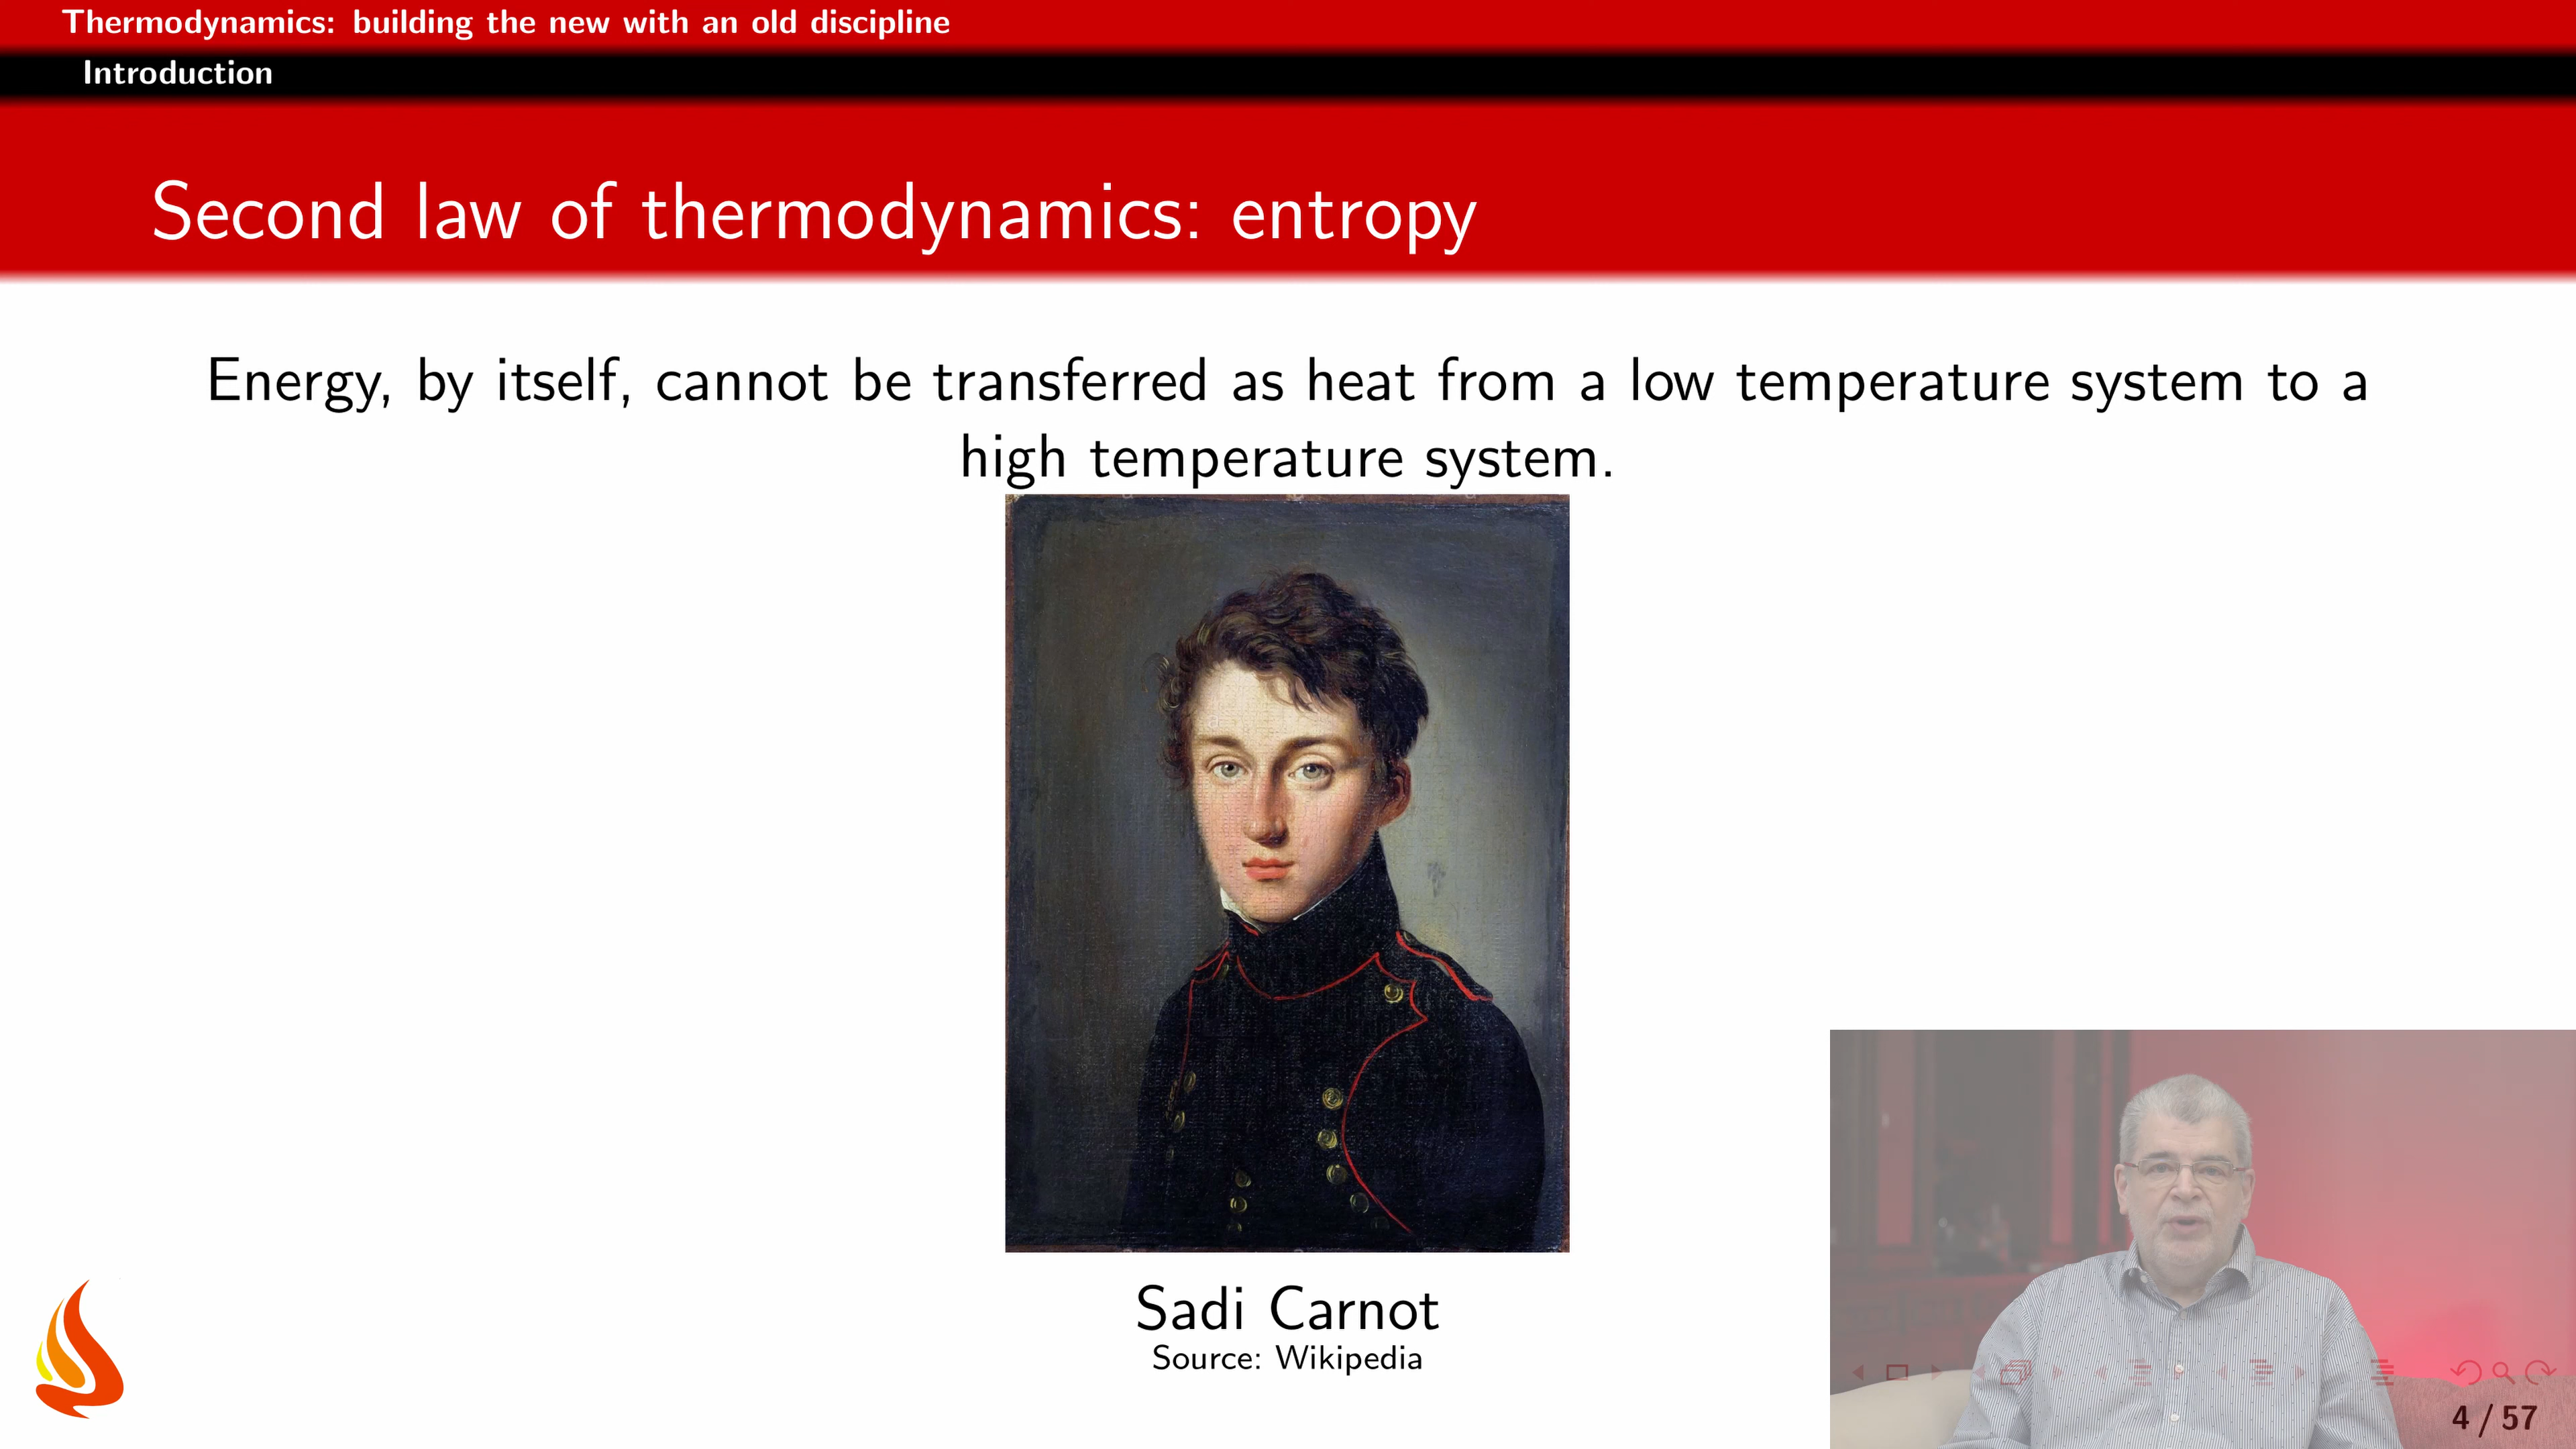 Thermodynamics: building the new with an old discipline
Introduction
Second law of thermodynamics: entropy
Energy, by itself, cannot be transferred as heat from a low temperature system to a
high temperature system.
Sadi Carnot
Source: Wikipedia
4 / 57